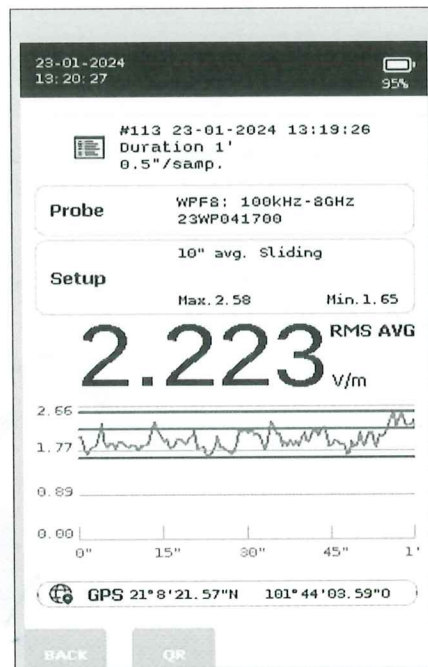 23-01-2024
13:20:27
95%
#113 23-01-2024 13:19:26
Duration 1'
0.5"/samp.
Probe
WPF8: 100kHz-8GHz
23WP041700
10" avg. Sliding
Setup
Max.2.58 Min.1.65
2.223 RMS AVG
V/m
2.66
1.77
0.89
0.00
0" 15" 30" 45" 1'
GPS 21°8'21.57"N 101°44'03.59"O
BACK QR